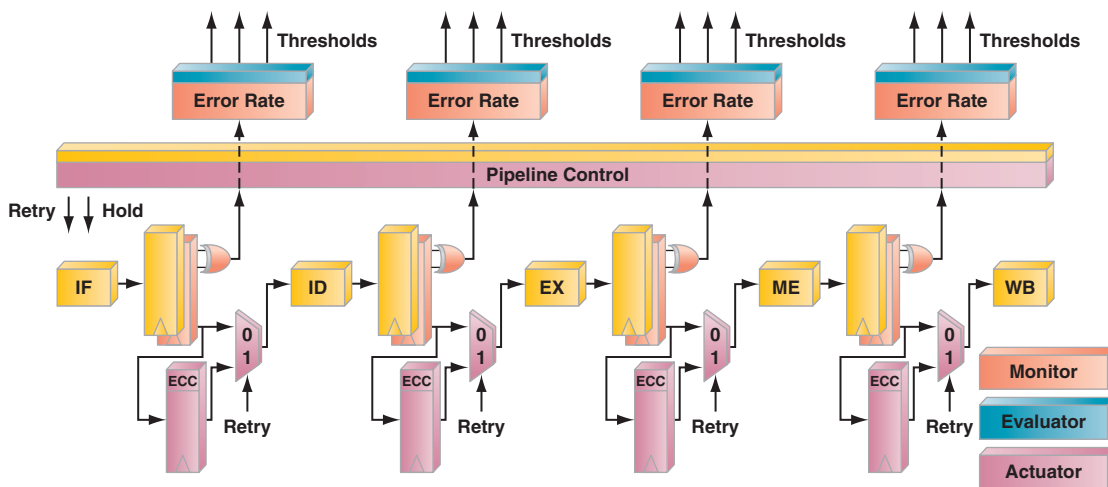 Thresholds Thresholds Thresholds Thresholds
Error Rate Error Rate Error Rate Error Rate
Pipeline Control
Retry Hold
IF ID EX ME WB
0 0 0 0
1 1 1 1
ECC ECC ECC ECC
Retry Retry Retry Retry
Monitor
Evaluator
Actuator